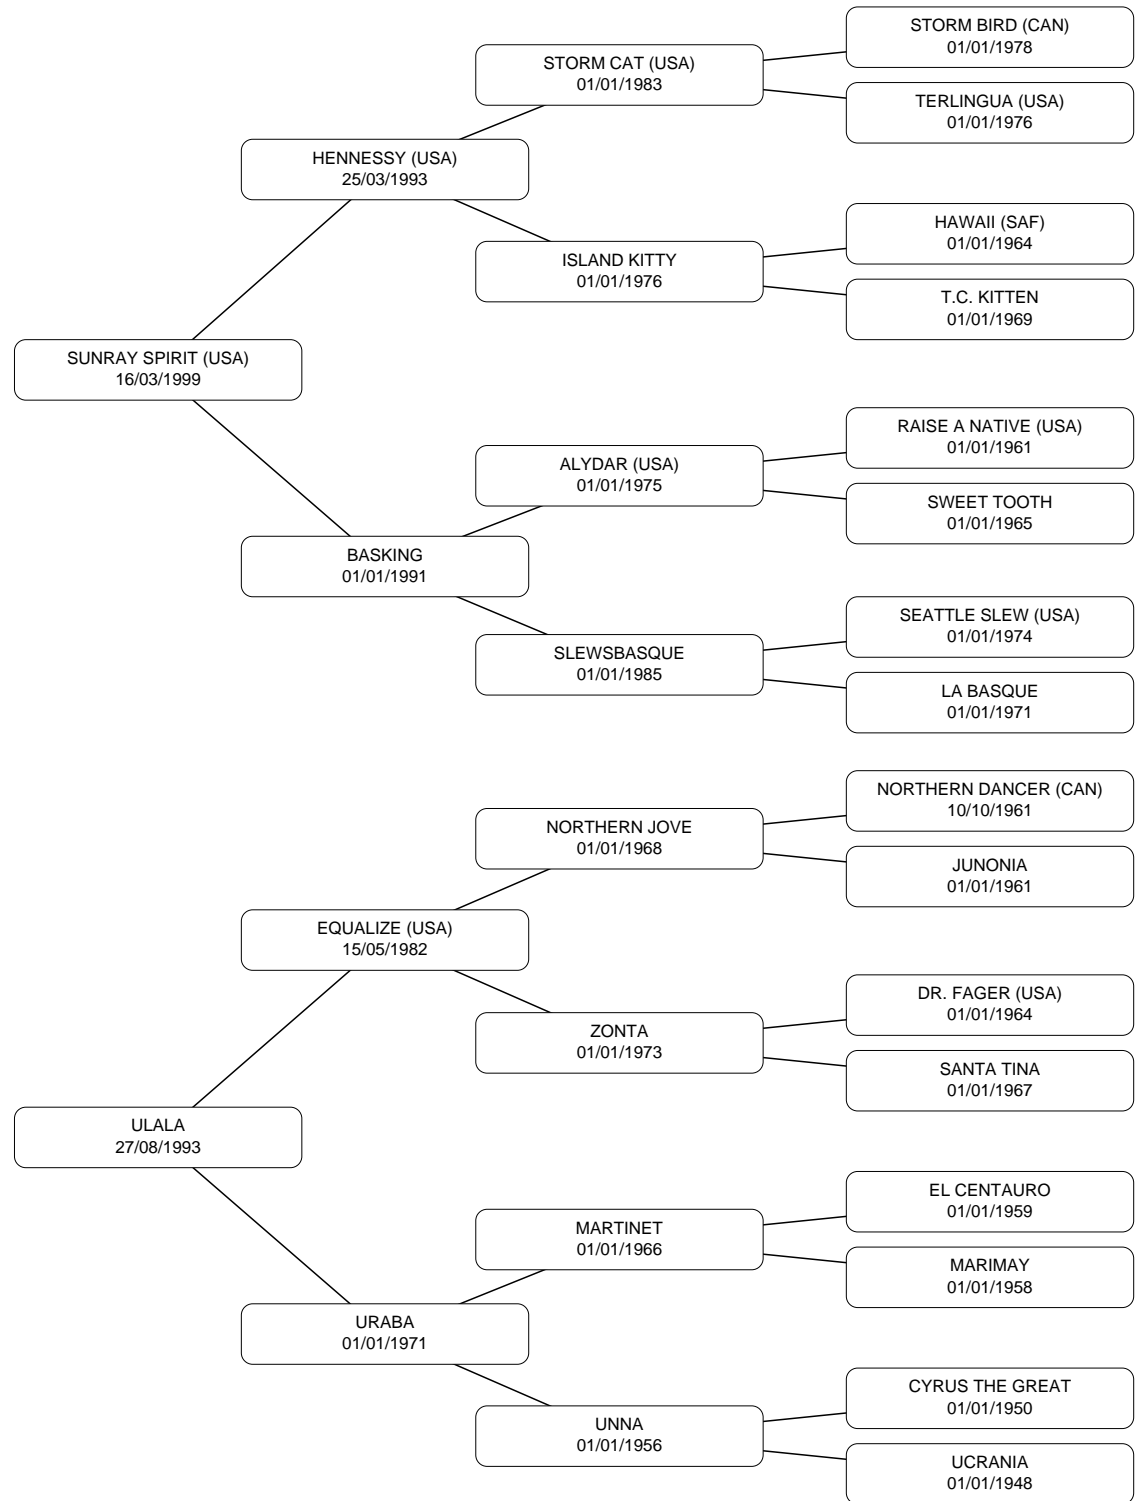 STORM BIRD (CAN)
01/01/1978
STORM CAT (USA)
01/01/1983
TERLINGUA (USA)
01/01/1976
HENNESSY (USA)
25/03/1993
HAWAII (SAF)
01/01/1964
ISLAND KITTY
01/01/1976
T.C. KITTEN
01/01/1969
SUNRAY SPIRIT (USA)
16/03/1999
RAISE A NATIVE (USA)
01/01/1961
ALYDAR (USA)
01/01/1975
SWEET TOOTH
01/01/1965
BASKING
01/01/1991
SEATTLE SLEW (USA)
01/01/1974
SLEWSBASQUE
01/01/1985
LA BASQUE
01/01/1971
NORTHERN DANCER (CAN)
10/10/1961
NORTHERN JOVE
01/01/1968
JUNONIA
01/01/1961
EQUALIZE (USA)
15/05/1982
DR. FAGER (USA)
01/01/1964
ZONTA
01/01/1973
SANTA TINA
01/01/1967
ULALA
27/08/1993
EL CENTAURO
01/01/1959
MARTINET
01/01/1966
MARIMAY
01/01/1958
URABA
01/01/1971
CYRUS THE GREAT
01/01/1950
UNNA
01/01/1956
UCRANIA
01/01/1948